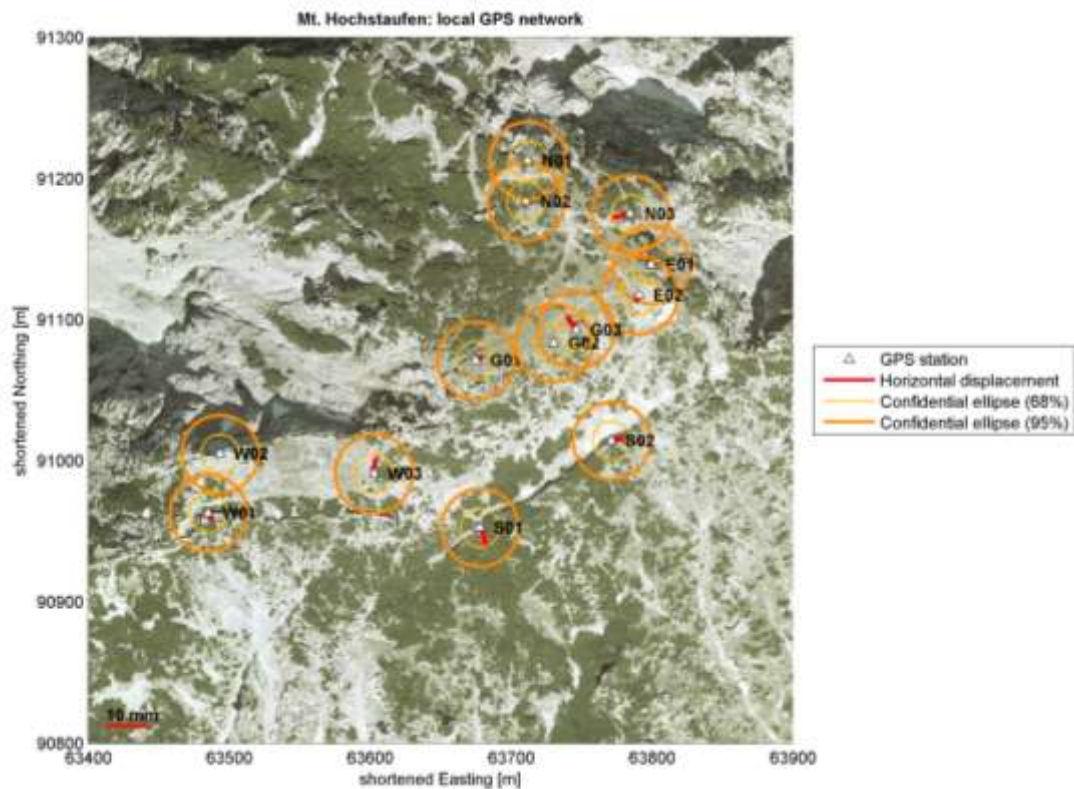 Mt. Hochstaufen: local GPS network
91300
91200
91100
91000
90900
90800
shortened Northing [m]
N01
N02
N03
E01
E02
G03
G02
G01
S02
W02
W03
W01
S01
10 mm
63400
63500
63600
63700
63800
63900
shortened Easting [m]
GPS station
Horizontal displacement
Confidential ellipse (68%)
Confidential ellipse (95%)